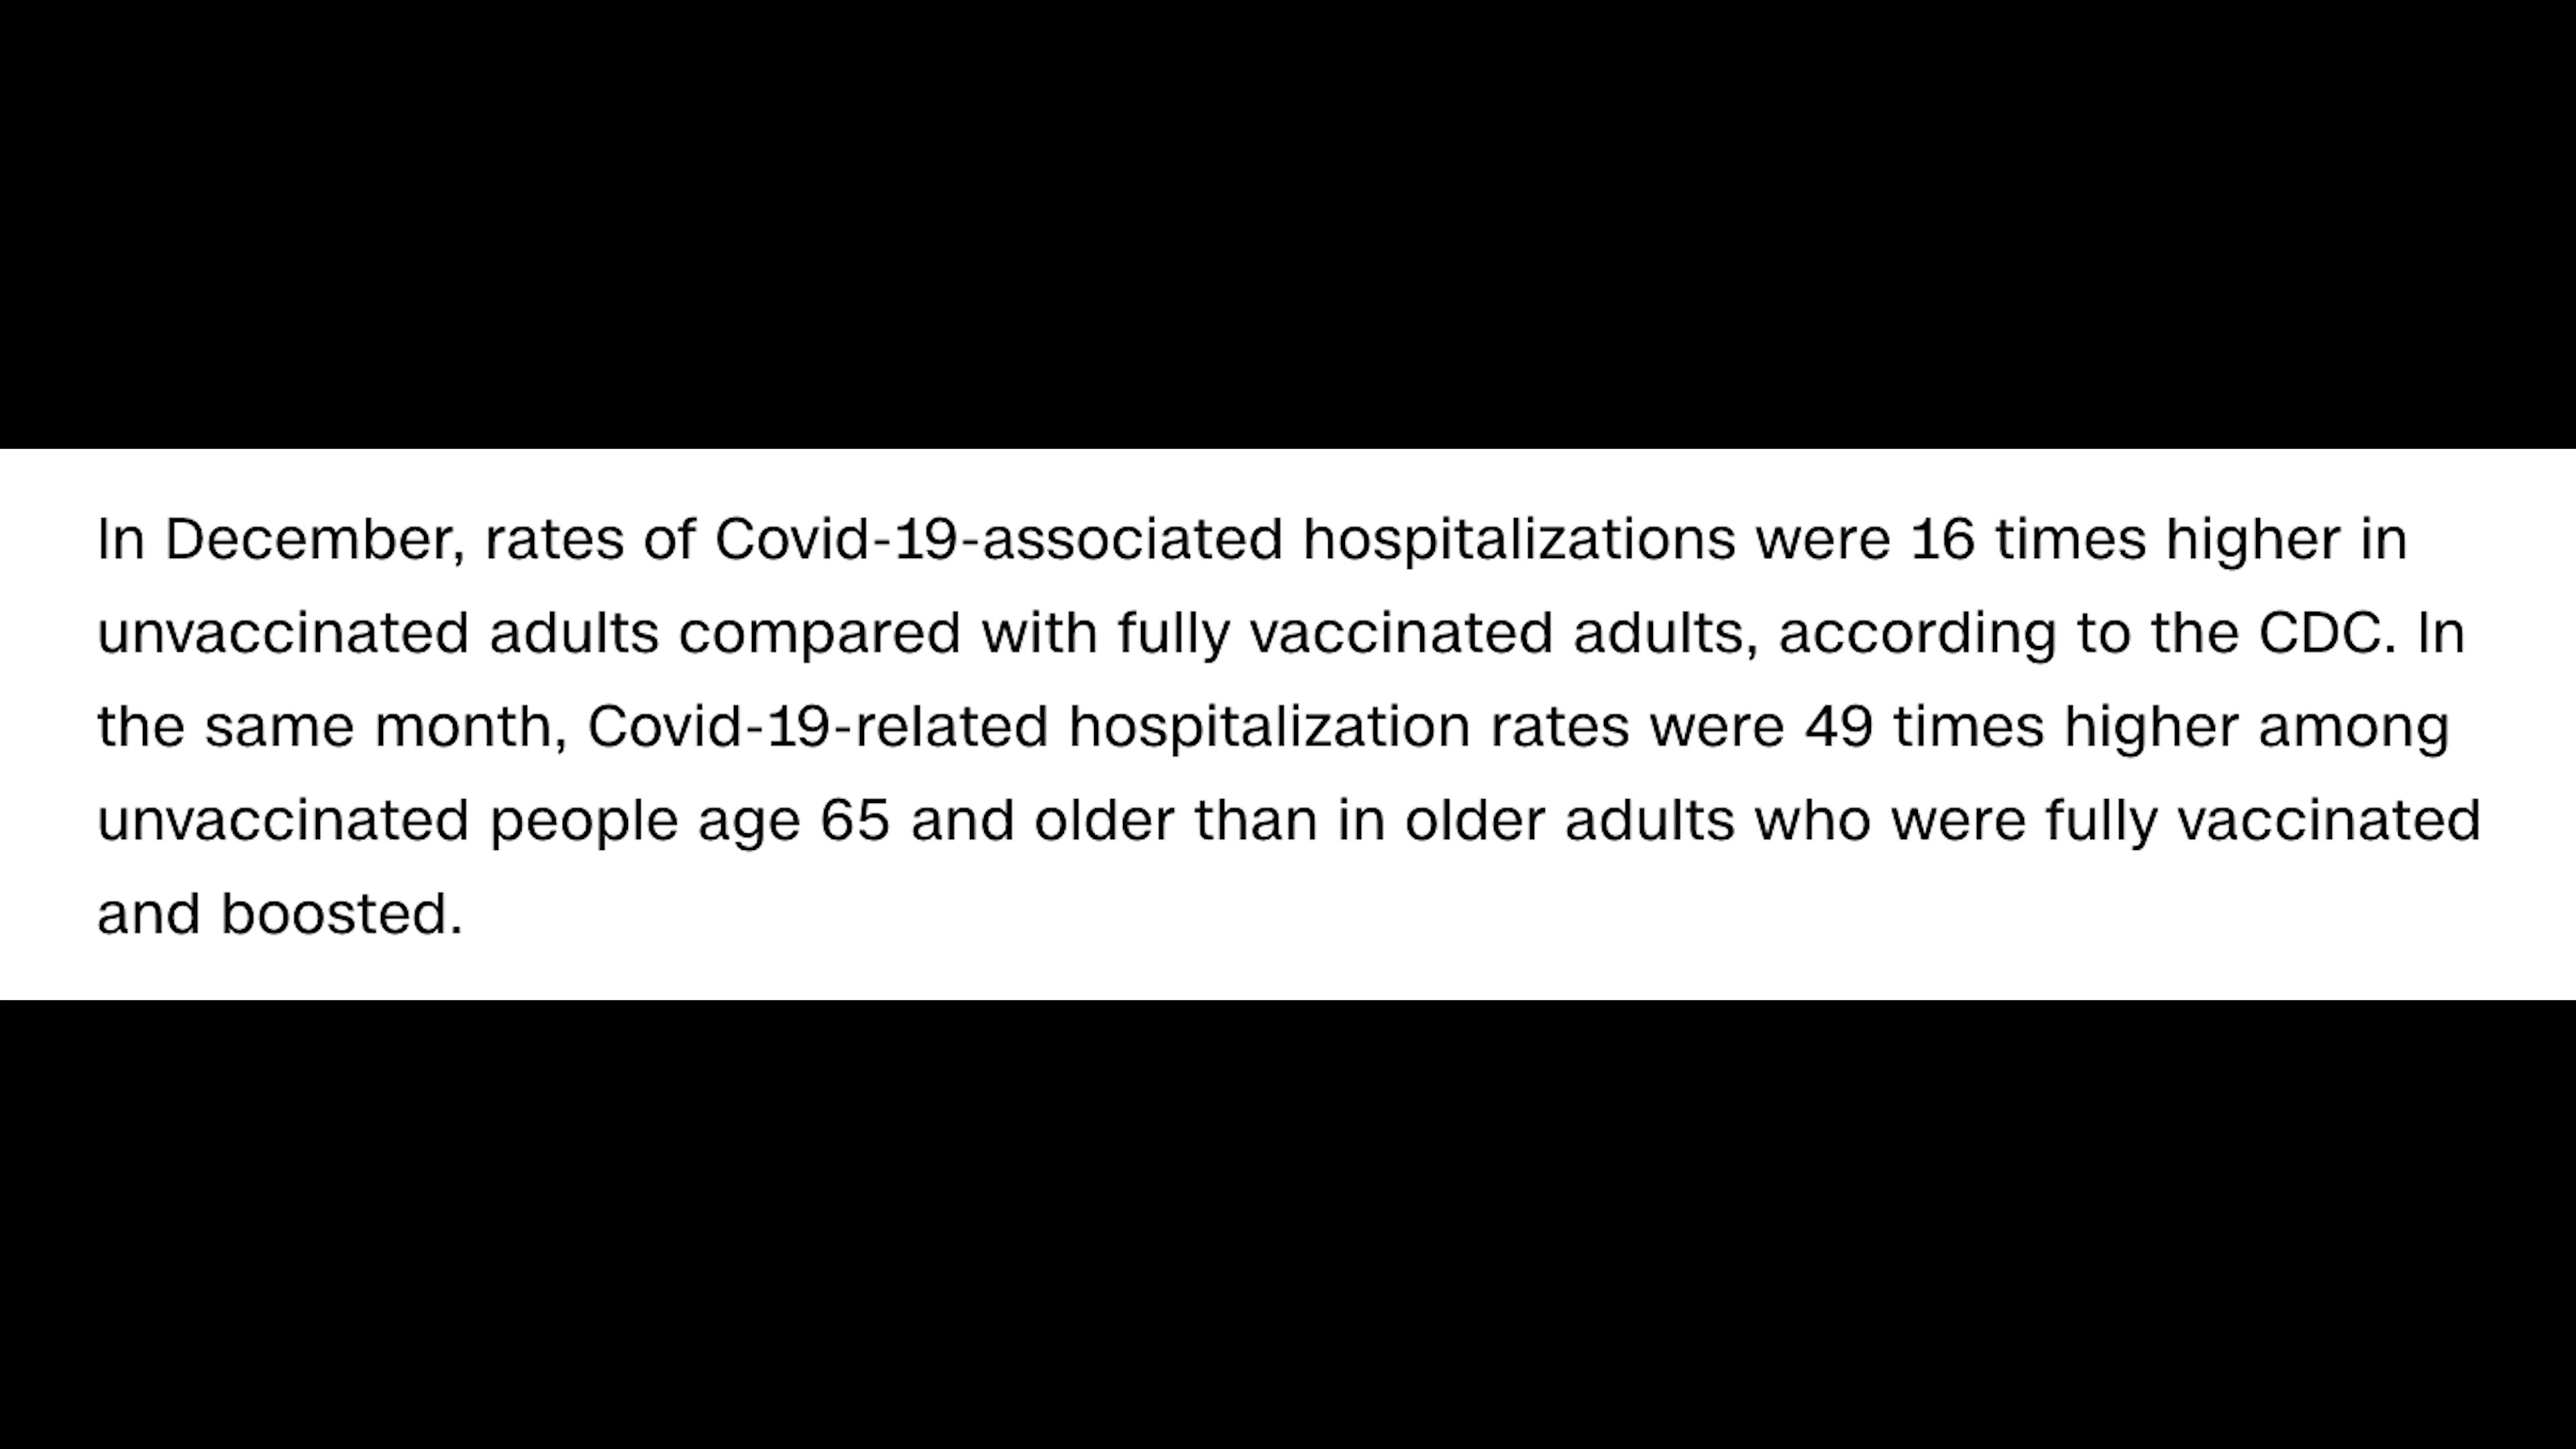 In December, rates of Covid-19-associated hospitalizations were 16 times higher in
unvaccinated adults compared with fully vaccinated adults, according to the CDC. In
the same month, Covid-19-related hospitalization rates were 49 times higher among
unvaccinated people age 65 and older than in older adults who were fully vaccinated
and boosted.